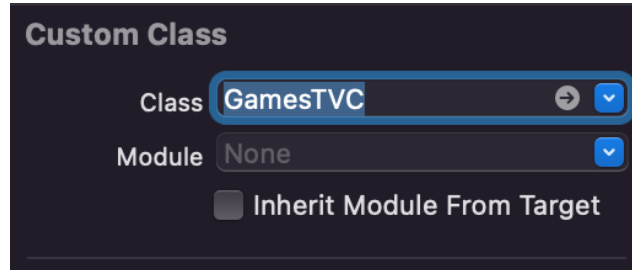 Custom Class
Class GamesTVC
Module None
Inherit Module From Target